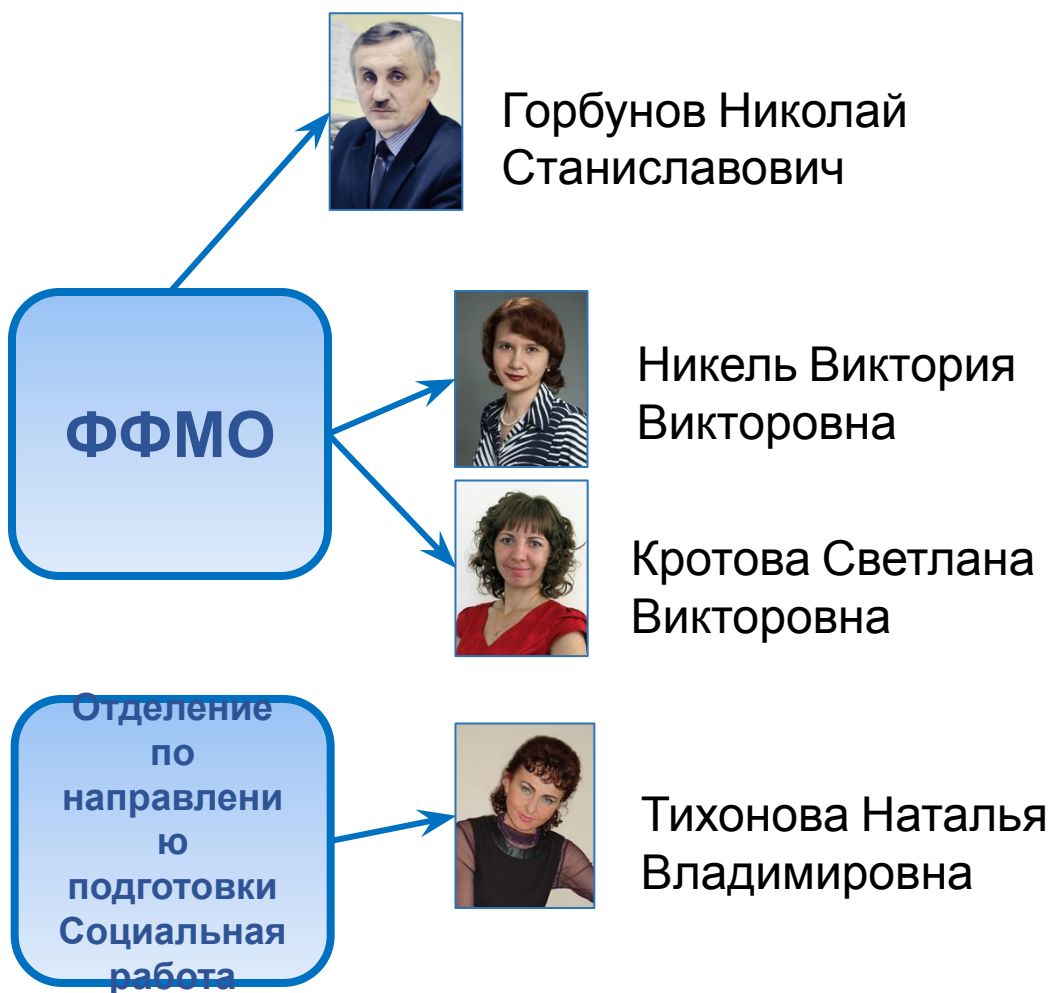 Горбунов Николай
Станиславович
ФФМО
Никель Виктория
Викторовна
Кротова Светлана
Викторовна
Отделение
по
направлени
ю
подготовки
Социальная
работа
Тихонова Наталья
Владимировна